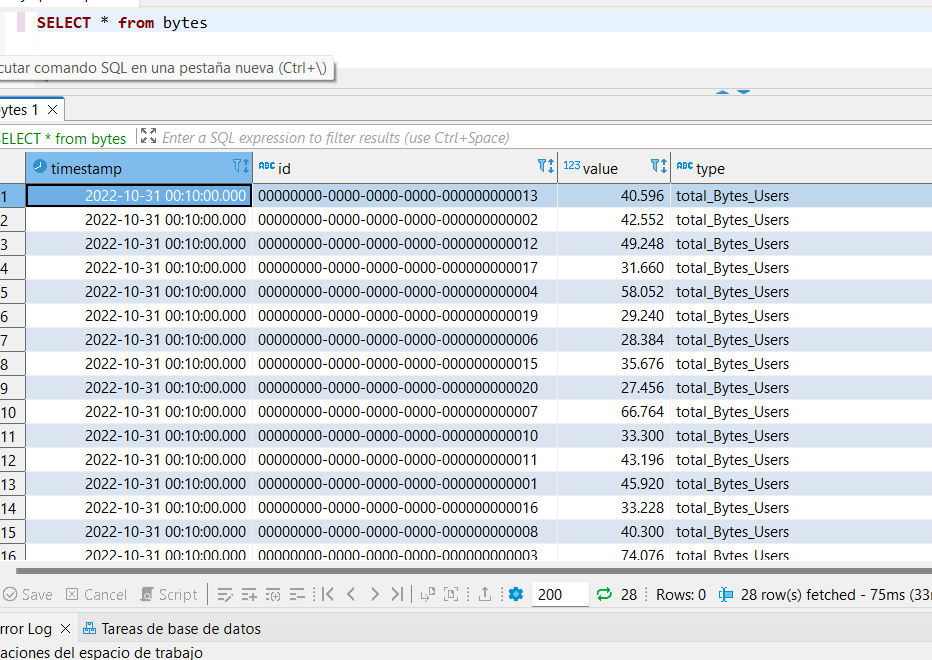 SELECT * from bytes
cutar comando SQL en una pestaña nueva (Ctrl+\)
ytes 1
ELECT * from bytes Enter a SQL expression to filter results (use Ctrl+Space)
timestamp ABC id 123 value ABC type
1 2022-10-31 00:10:00.000 00000000-0000-0000-0000-000000000013 40.596 total_Bytes_Users
2 2022-10-31 00:10:00.000 00000000-0000-0000-0000-000000000002 42.552 total_Bytes_Users
3 2022-10-31 00:10:00.000 00000000-0000-0000-0000-000000000012 49.248 total_Bytes_Users
4 2022-10-31 00:10:00.000 00000000-0000-0000-0000-000000000017 31.660 total_Bytes_Users
5 2022-10-31 00:10:00.000 00000000-0000-0000-0000-000000000004 58.052 total_Bytes_Users
6 2022-10-31 00:10:00.000 00000000-0000-0000-0000-000000000019 29.240 total_Bytes_Users
7 2022-10-31 00:10:00.000 00000000-0000-0000-0000-000000000006 28.384 total_Bytes_Users
8 2022-10-31 00:10:00.000 00000000-0000-0000-0000-000000000015 35.676 total_Bytes_Users
9 2022-10-31 00:10:00.000 00000000-0000-0000-0000-000000000020 27.456 total_Bytes_Users
10 2022-10-31 00:10:00.000 00000000-0000-0000-0000-000000000007 66.764 total_Bytes_Users
11 2022-10-31 00:10:00.000 00000000-0000-0000-0000-000000000010 33.300 total_Bytes_Users
12 2022-10-31 00:10:00.000 00000000-0000-0000-0000-000000000011 43.196 total_Bytes_Users
13 2022-10-31 00:10:00.000 00000000-0000-0000-0000-000000000001 45.920 total_Bytes_Users
14 2022-10-31 00:10:00.000 00000000-0000-0000-0000-000000000016 33.228 total_Bytes_Users
15 2022-10-31 00:10:00.000 00000000-0000-0000-0000-000000000008 40.300 total_Bytes_Users
16 2022-10-31 00:10:00.000 00000000-0000-0000-0000-000000000003 74.076 total_Bytes_Users
Save Cancel Script 200 28 Rows: 0 28 row(s) fetched - 75ms (33
rror Log Tareas de base de datos
aciones del espacio de trabajo